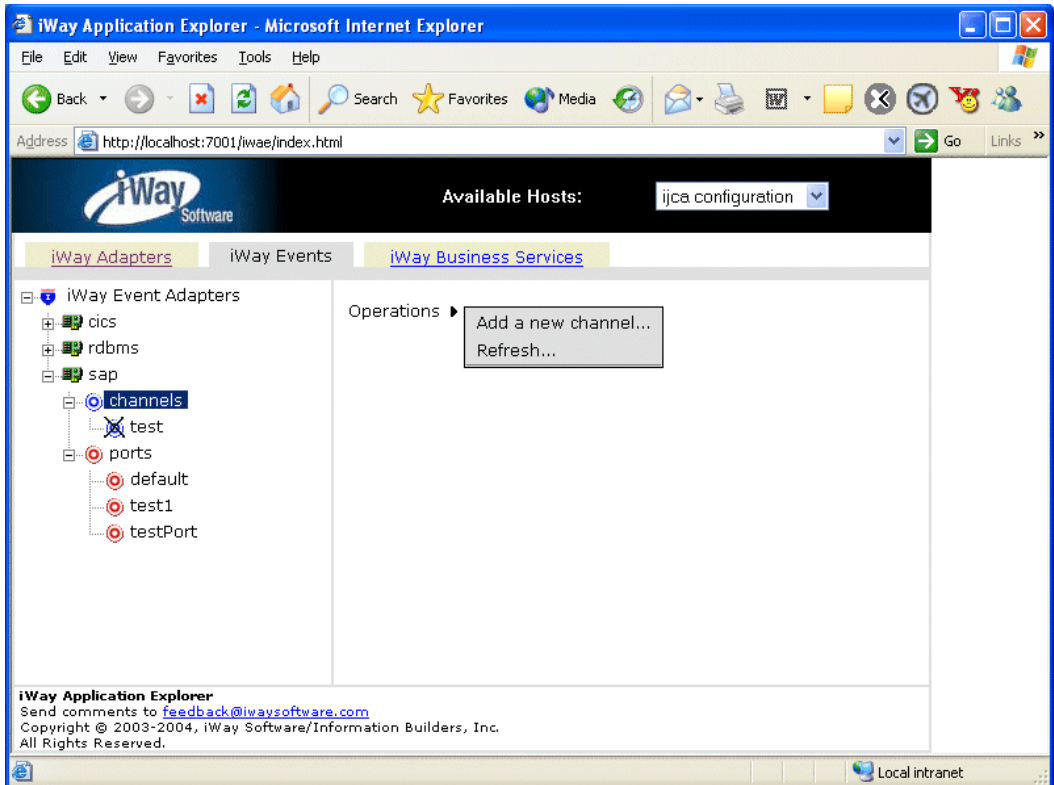 iWay Application Explorer - Microsoft Internet Explorer
File Edit View Favorites Tools Help
Back Search Favorites Media
Address http://localhost:7001/iwae/index.html Go Links »
iWay Software Available Hosts: ijca configuration
iWay Adapters iWay Events iWay Business Services
iWay Event Adapters
cics
rdbms
sap
channels
test
ports
default
test1
testPort
Operations
Add a new channel...
Refresh...
iWay Application Explorer
Send comments to feedback@iwaysoftware.com
Copyright © 2003-2004, iWay Software/Information Builders, Inc.
All Rights Reserved.
Local intranet